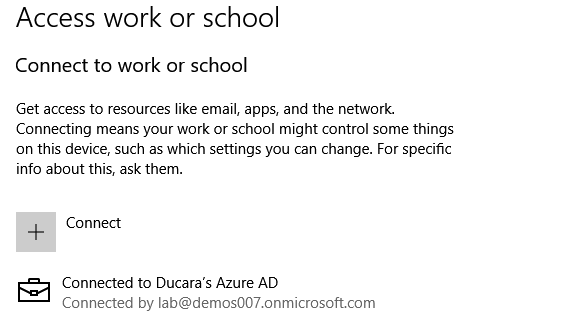 Access work or school
Connect to work or school
Get access to resources like email, apps, and the network.
Connecting means your work or school might control some things
on this device, such as which settings you can change. For specific
info about this, ask them.
Connect
Connected to Ducara's Azure AD
Connected by lab@demos007.onmicrosoft.com